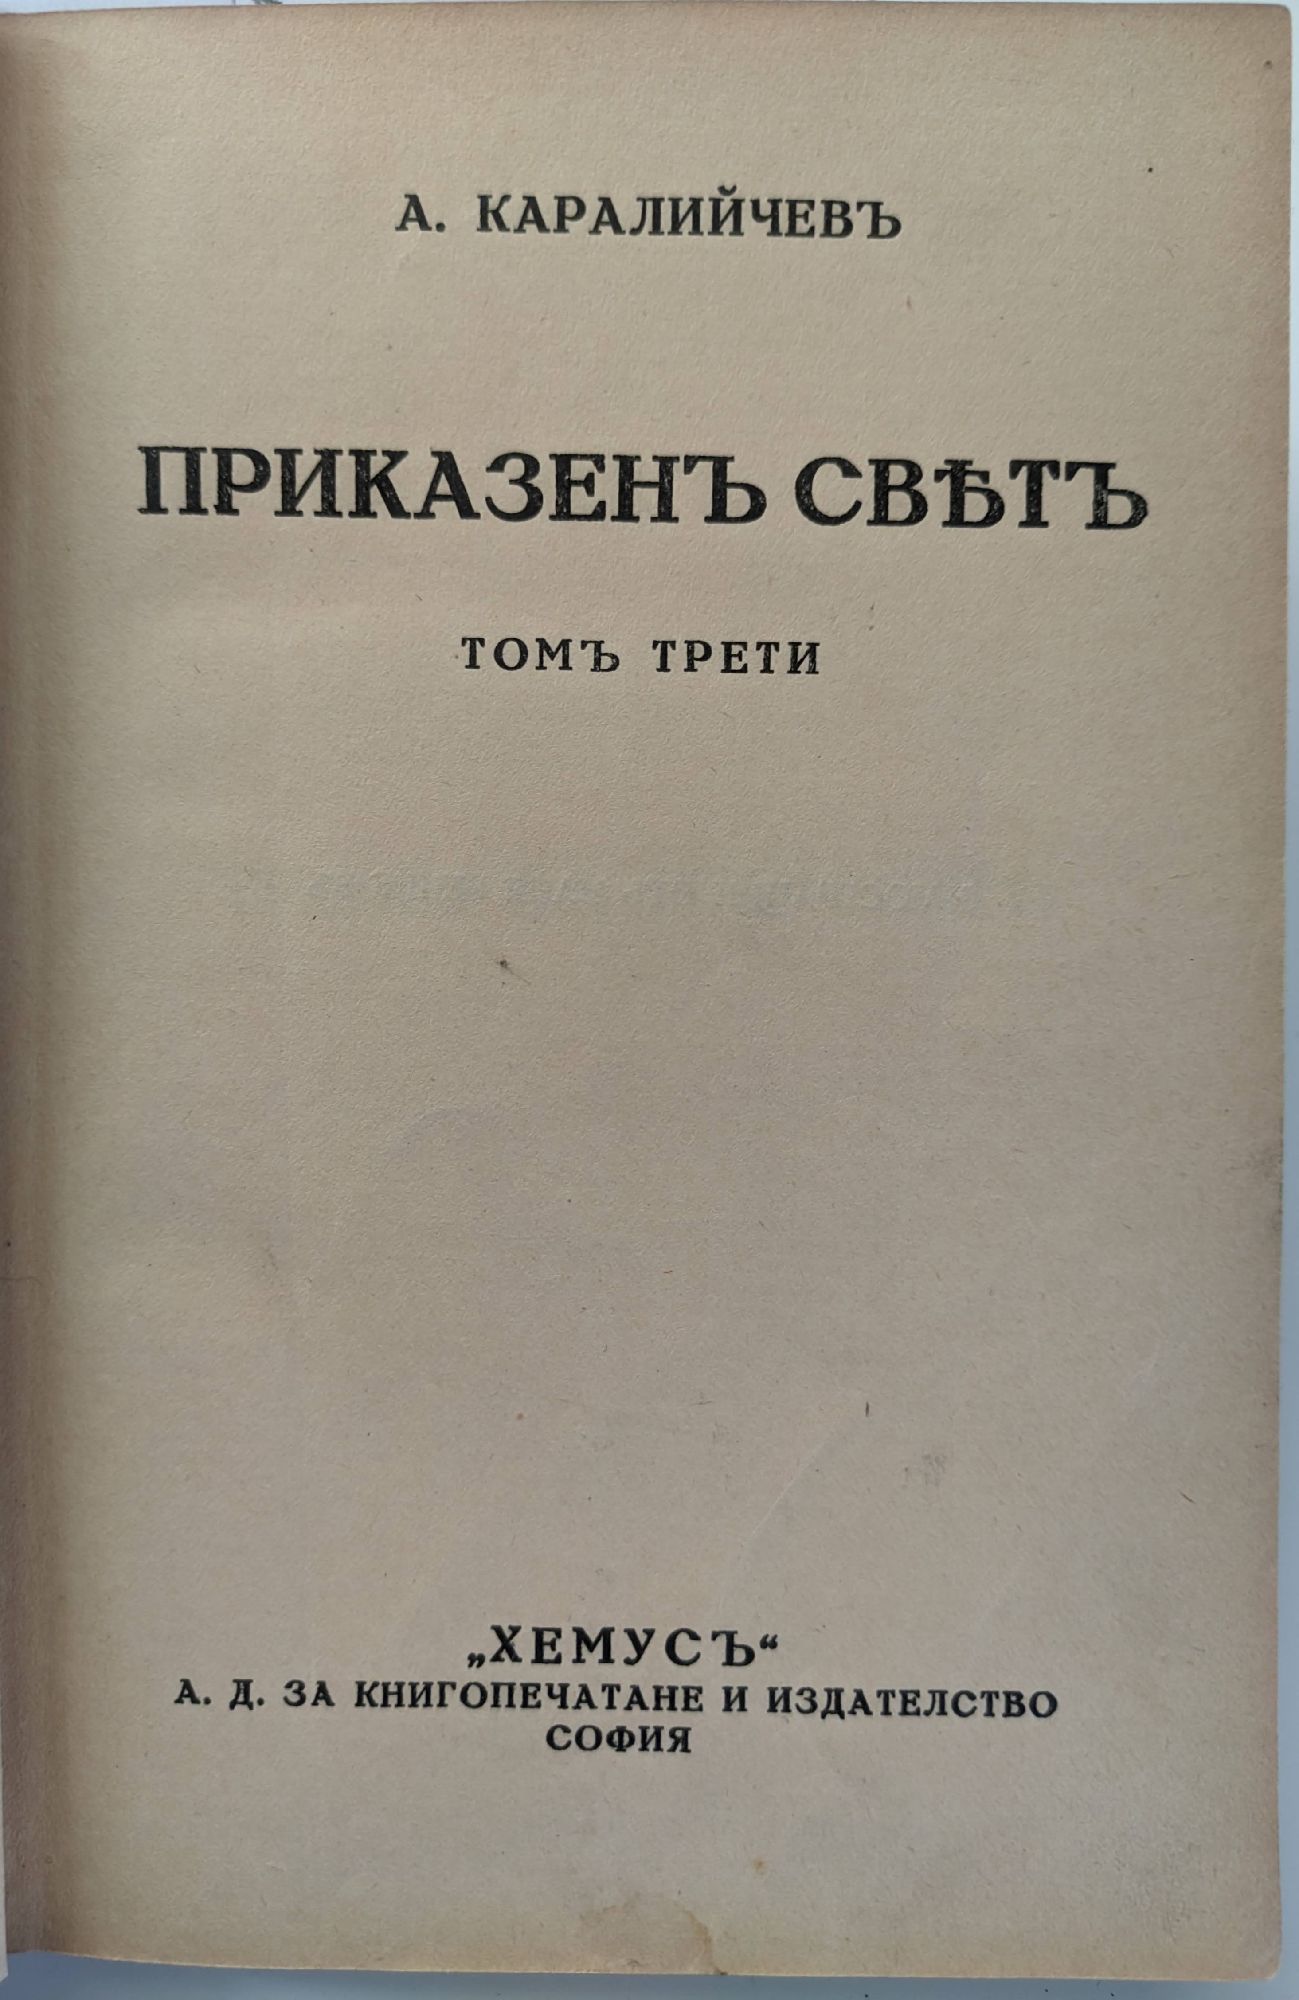 А. КАРАЛИЙЧЕВЪ
ПРИКАЗЕНЪ СВѢТЪ
ТОМЪ ТРЕТИ
„ХЕМУСЪ“
А. Д. ЗА КНИГОПЕЧАТАНЕ И ИЗДАТЕЛСТВО
СОФИЯ